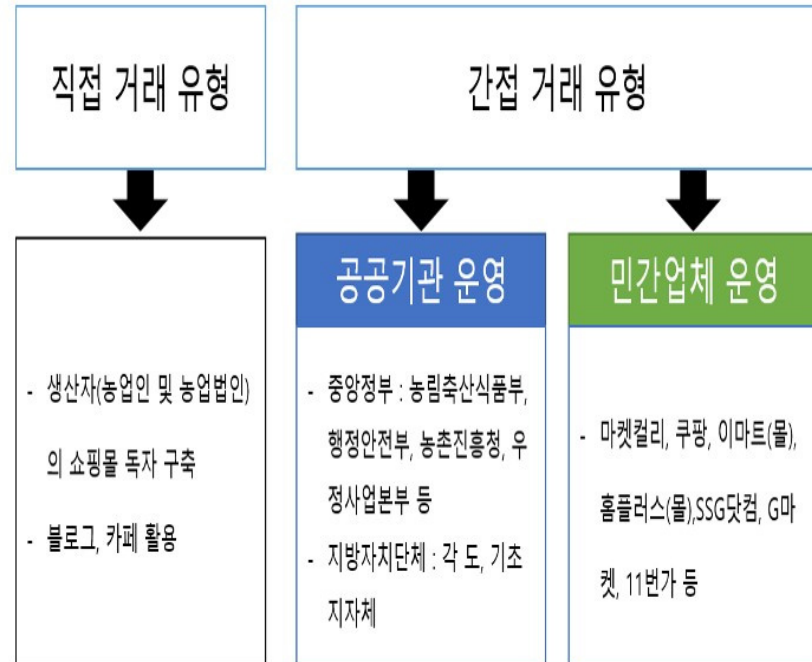 직접 거래 유형
간접 거래 유형
- 생산자(농업인 및 농업법인)
의 쇼핑몰 독자 구축
- 블로그, 카페 활용
공공기관 운영
- 중앙정부 : 농림축산식품부,
행정안전부, 농촌진흥청, 우
정사업본부 등
- 지방자치단체 : 각 도, 기초
지자체
민간업체 운영
- 마켓컬리, 쿠팡, 이마트(몰),
홈플러스(몰),SSG닷컴, G마
켓, 11번가 등